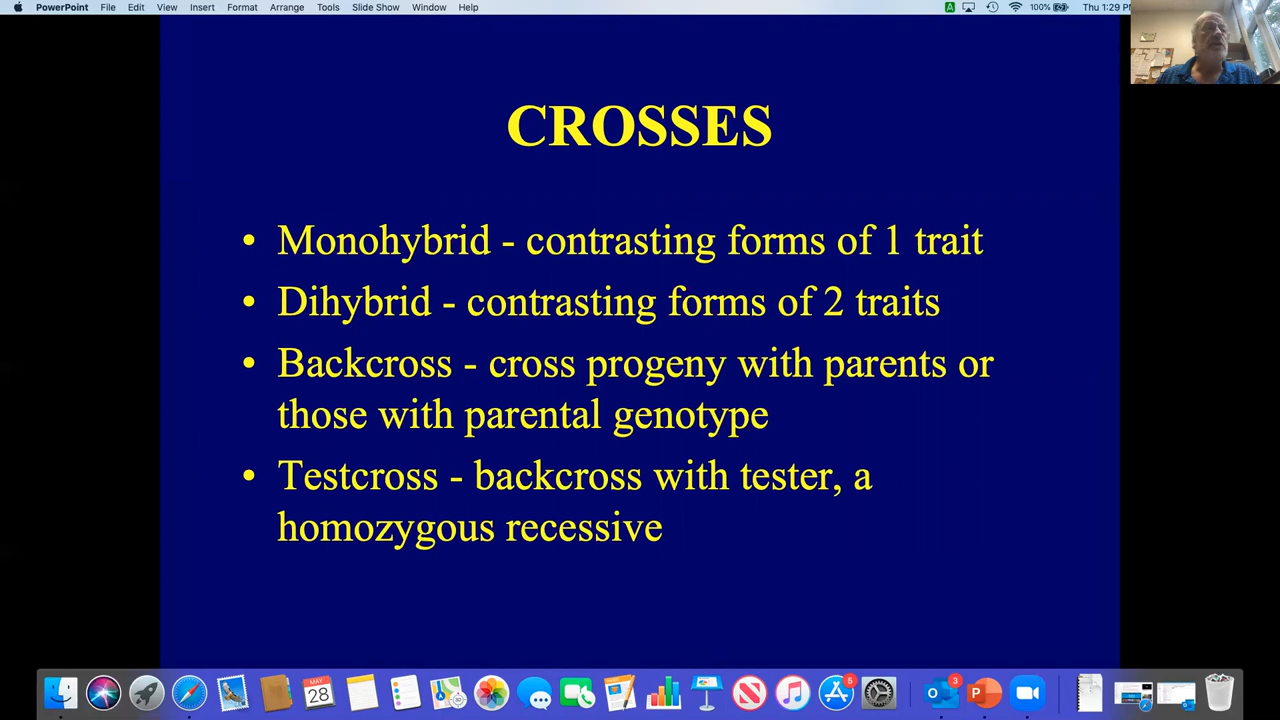 PowerPoint File Edit View Insert Format Arrange Tools Slide Show Window Help A 100% Thu 1:29
CROSSES
• Monohybrid - contrasting forms of 1 trait
• Dihybrid - contrasting forms of 2 traits
• Backcross - cross progeny with parents or
those with parental genotype
• Testcross - backcross with tester, a
homozygous recessive
MAY
28
6
3